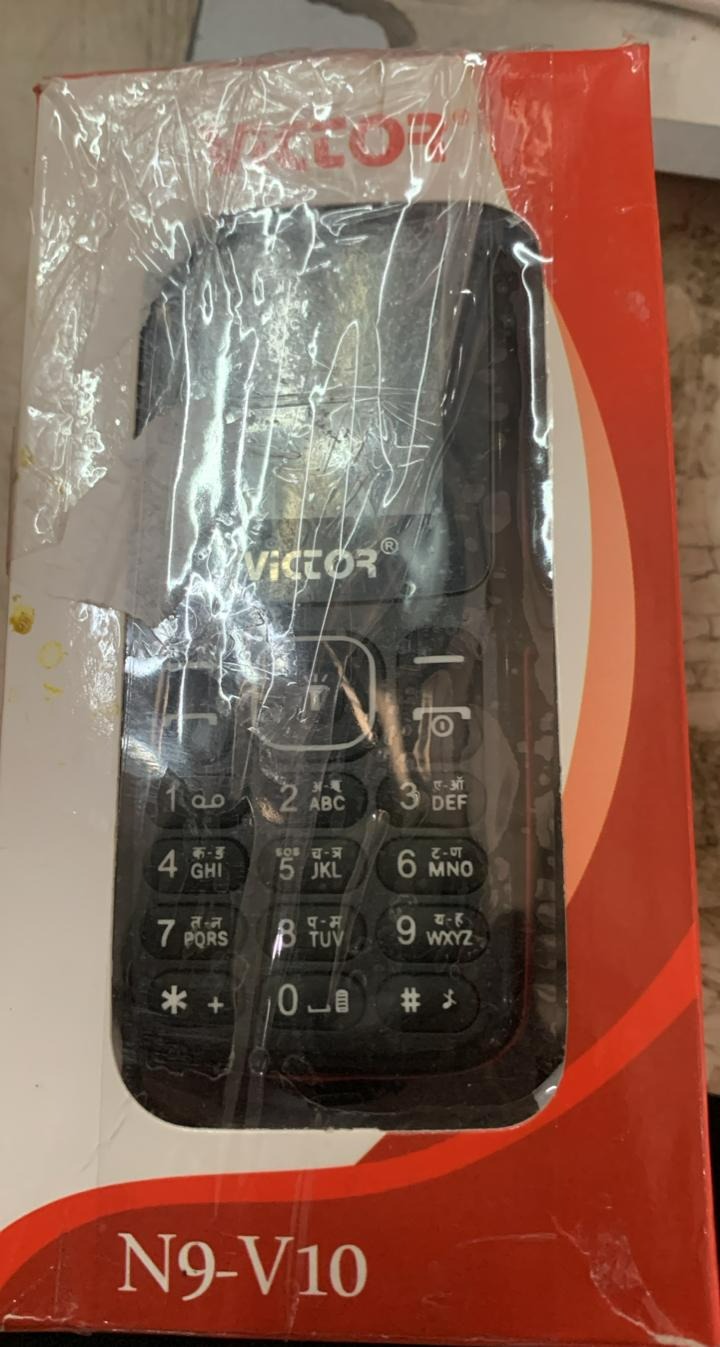 VICTOR
VICTOR®
1
2 अ-ङ ABC
3 ए-ऑ DEF
4 क-ङ GHI
SOS 5 च-ञ JKL
6 ट-ण MNO
7 त-न PQRS
8 प-म TUV
9 य-ह WXYZ
* +
0
#
N9-V10